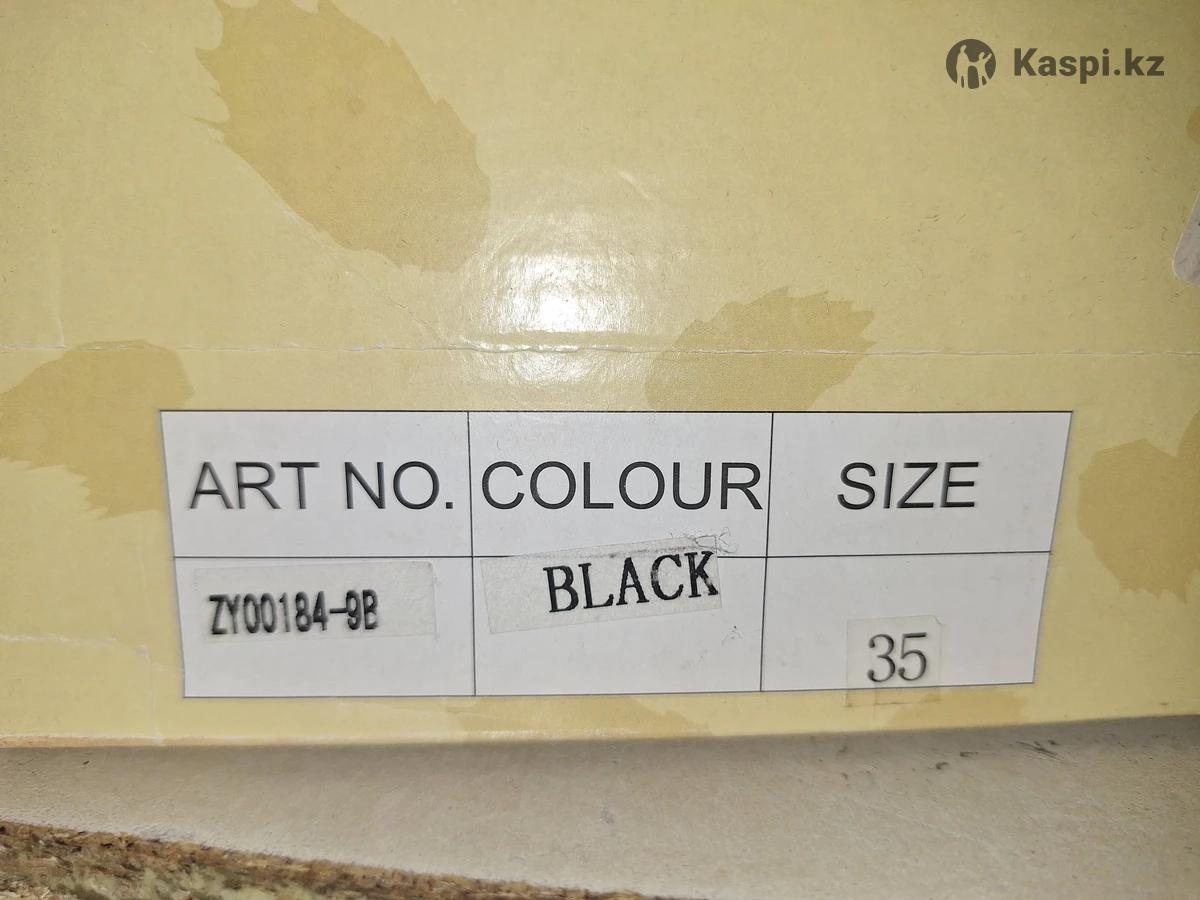 Kaspi.kz
ART NO. COLOUR SIZE
ZY00184-9B BLACK 35